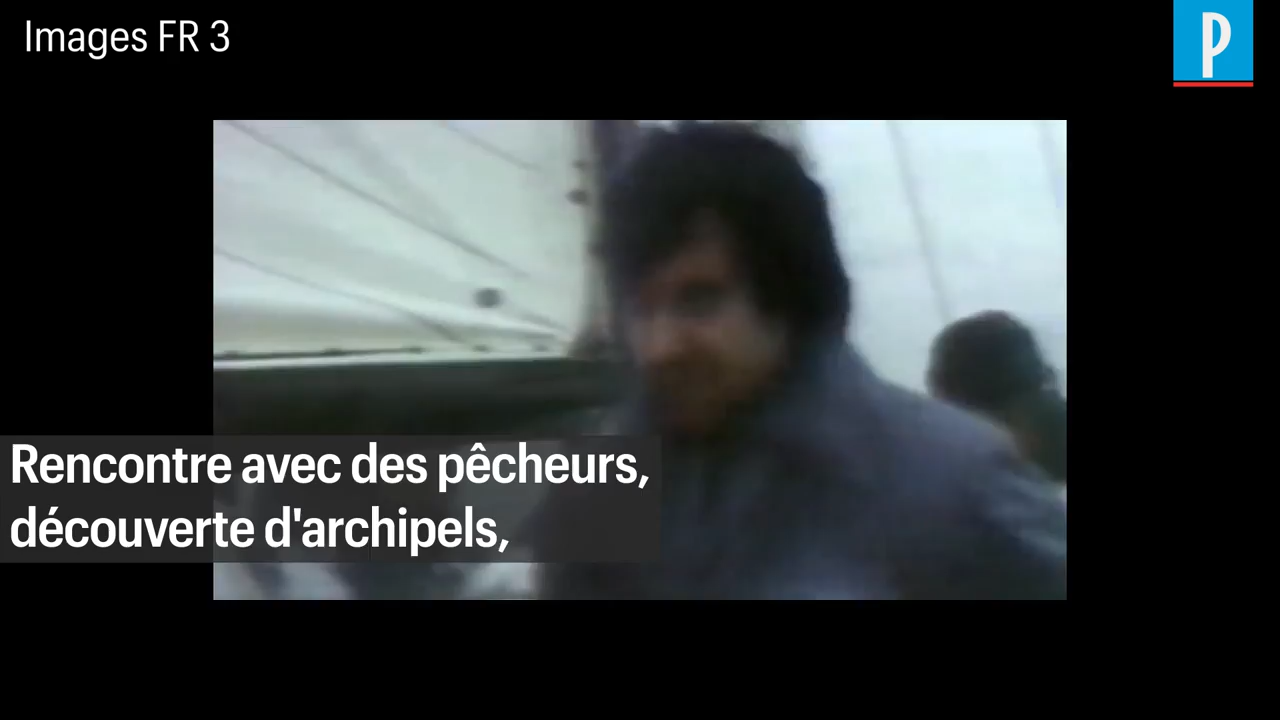 Images FR 3
P
Rencontre avec des pêcheurs,
découverte d'archipels,